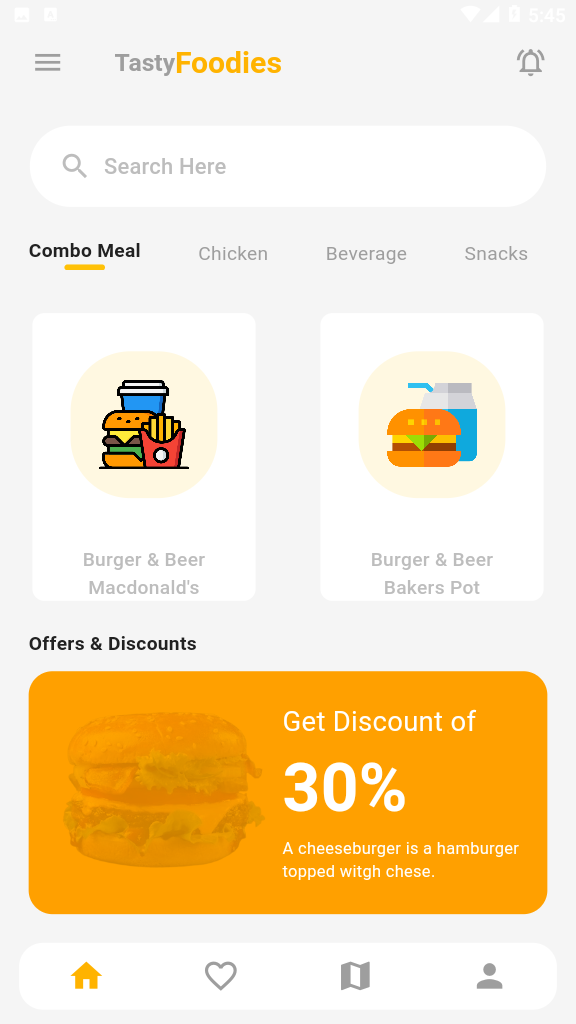 5:45
TastyFoodies
Search Here
Combo Meal Chicken Beverage Snacks
Burger & Beer Burger & Beer
Macdonald's Bakers Pot
Offers & Discounts
Get Discount of
30%
A cheeseburger is a hamburger
topped witgh chese.